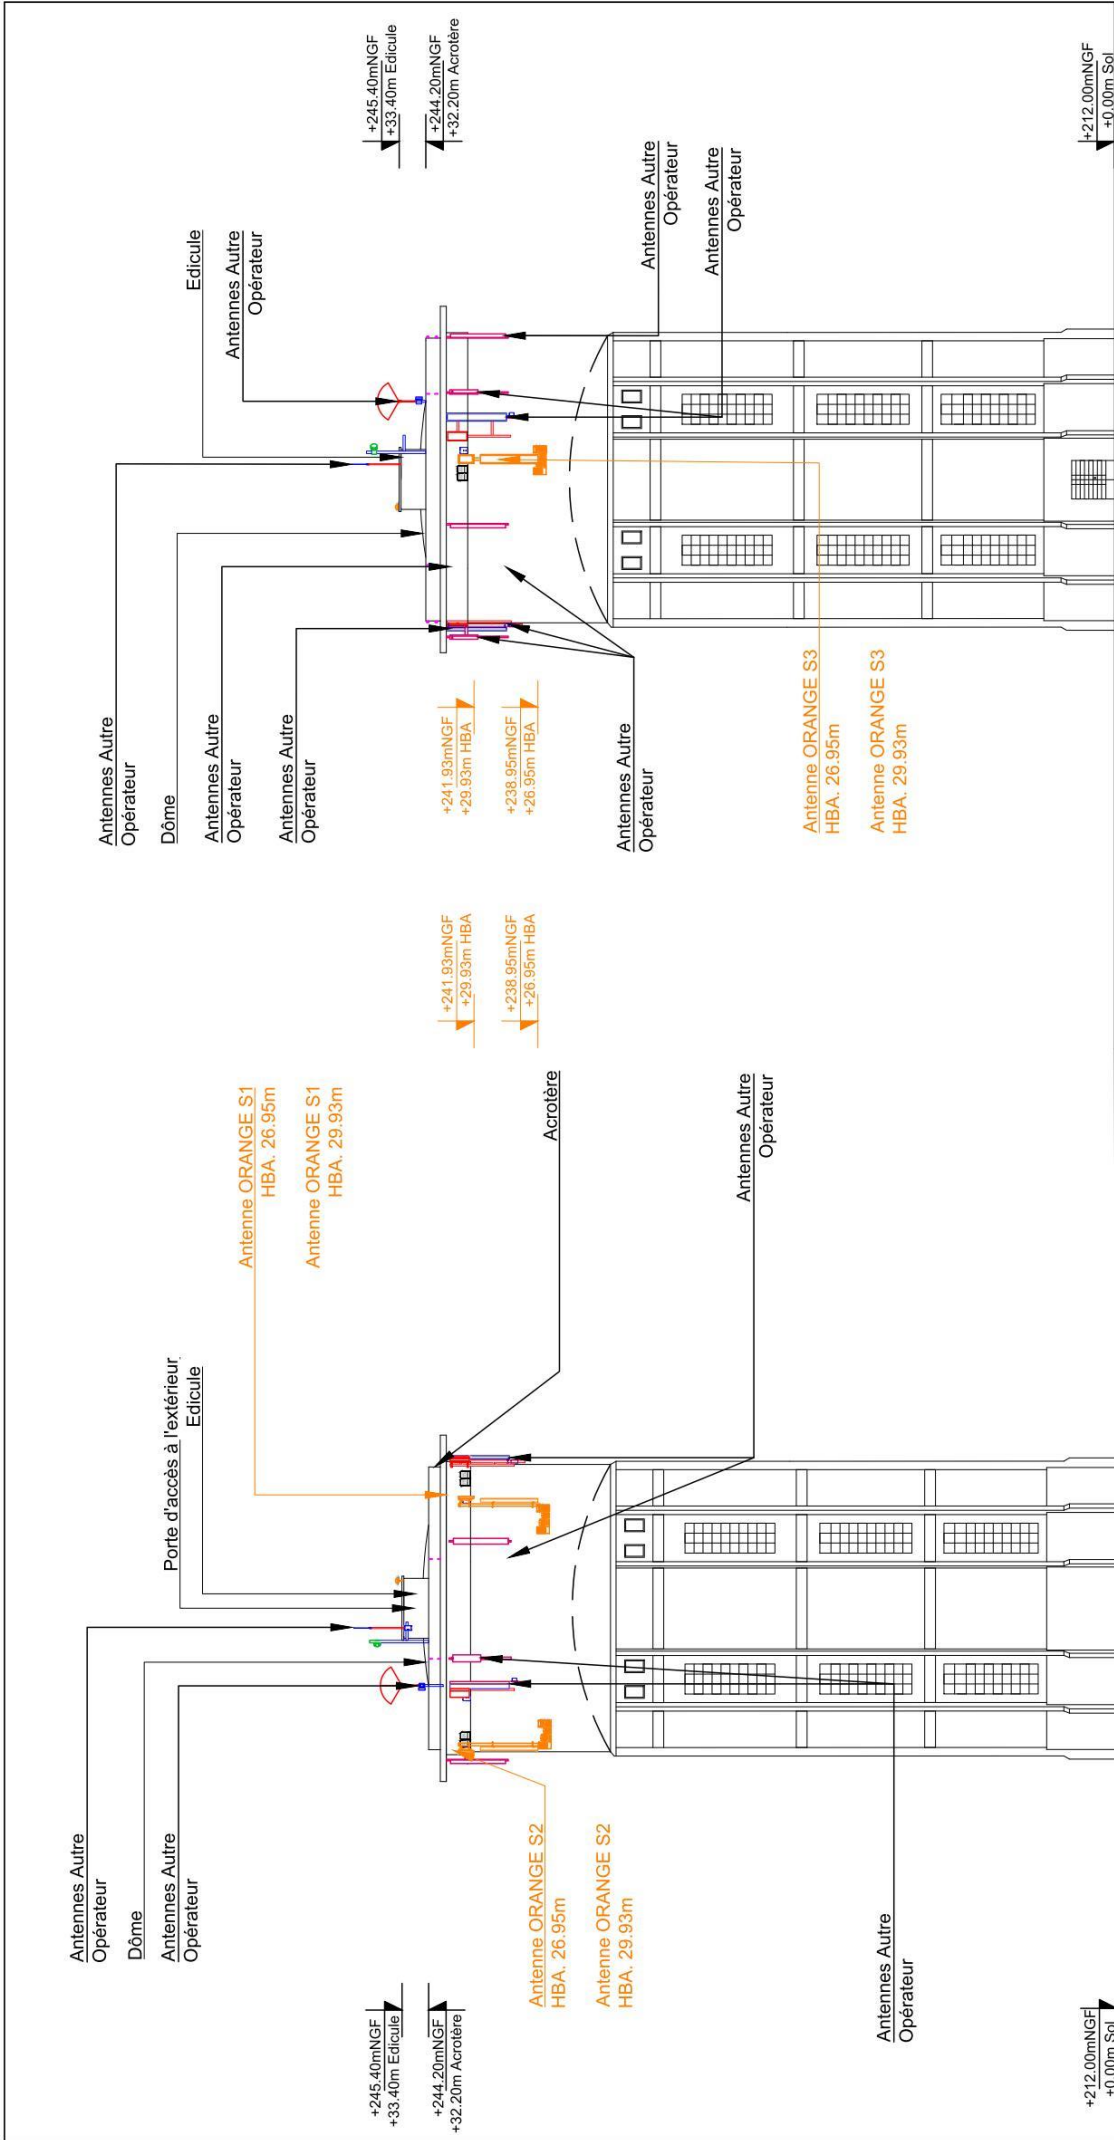 Antennes Autre
Opérateur
Dôme
Antennes Autre
Opérateur
Porte d'accès à l'extérieur
Edicule
Antenne ORANGE S1
HBA. 26.95m
Antenne ORANGE S1
HBA. 29.93m
+245.40mNGF
+33.40m Edicule
+244.20mNGF
+32.20m Acrotère
Antenne ORANGE S2
HBA. 26.95m
Antenne ORANGE S2
HBA. 29.93m
Acrotère
Antennes Autre
Opérateur
Antennes Autre
Opérateur
+212.00mNGF
+0.00m Sol
+241.93mNGF
+29.93m HBA
+238.95mNGF
+26.95m HBA
Antennes Autre
Opérateur
Dôme
Antennes Autre
Opérateur
Antennes Autre
Opérateur
Edicule
Antennes Autre
Opérateur
+245.40mNGF
+33.40m Edicule
+244.20mNGF
+32.20m Acrotère
+241.93mNGF
+29.93m HBA
+238.95mNGF
+26.95m HBA
Antennes Autre
Opérateur
Antennes Autre
Opérateur
Antennes Autre
Opérateur
Antenne ORANGE S3
HBA. 26.95m
Antenne ORANGE S3
HBA. 29.93m
+212.00mNGF
+0.00m Sol